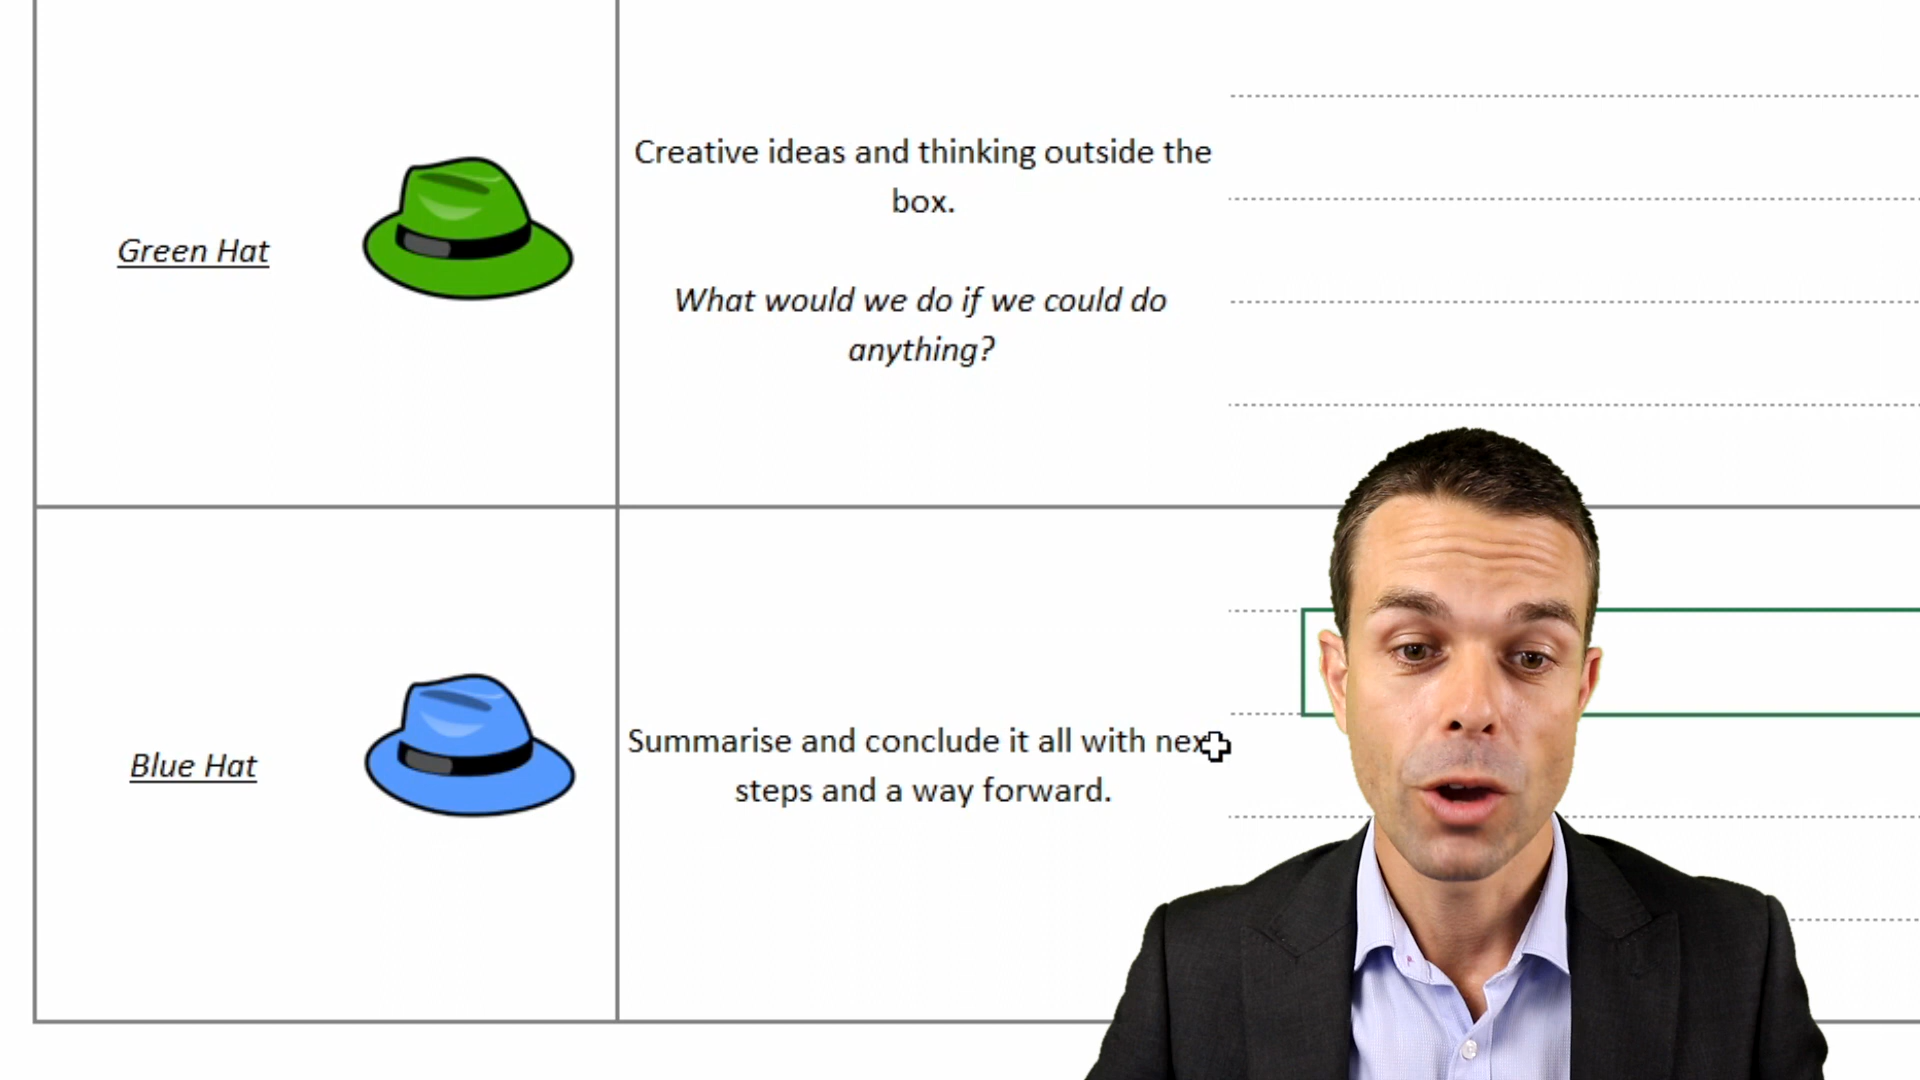 Green Hat
Creative ideas and thinking outside the
box.
What would we do if we could do
anything?
Blue Hat
Summarise and conclude it all with
steps and a way forward.